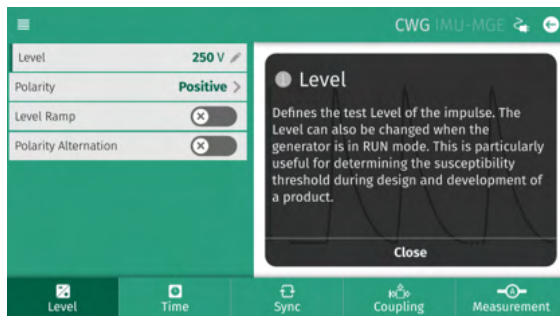 CWG IMU-MGE
Level 250 V
Polarity Positive
Level Ramp
Polarity Alternation
Level
Defines the test Level of the impulse. The
Level can also be changed when the
generator is in RUN mode. This is particularly
useful for determining the susceptibility
threshold during design and development of
a product.
Close
Level Time Sync Coupling Measurement